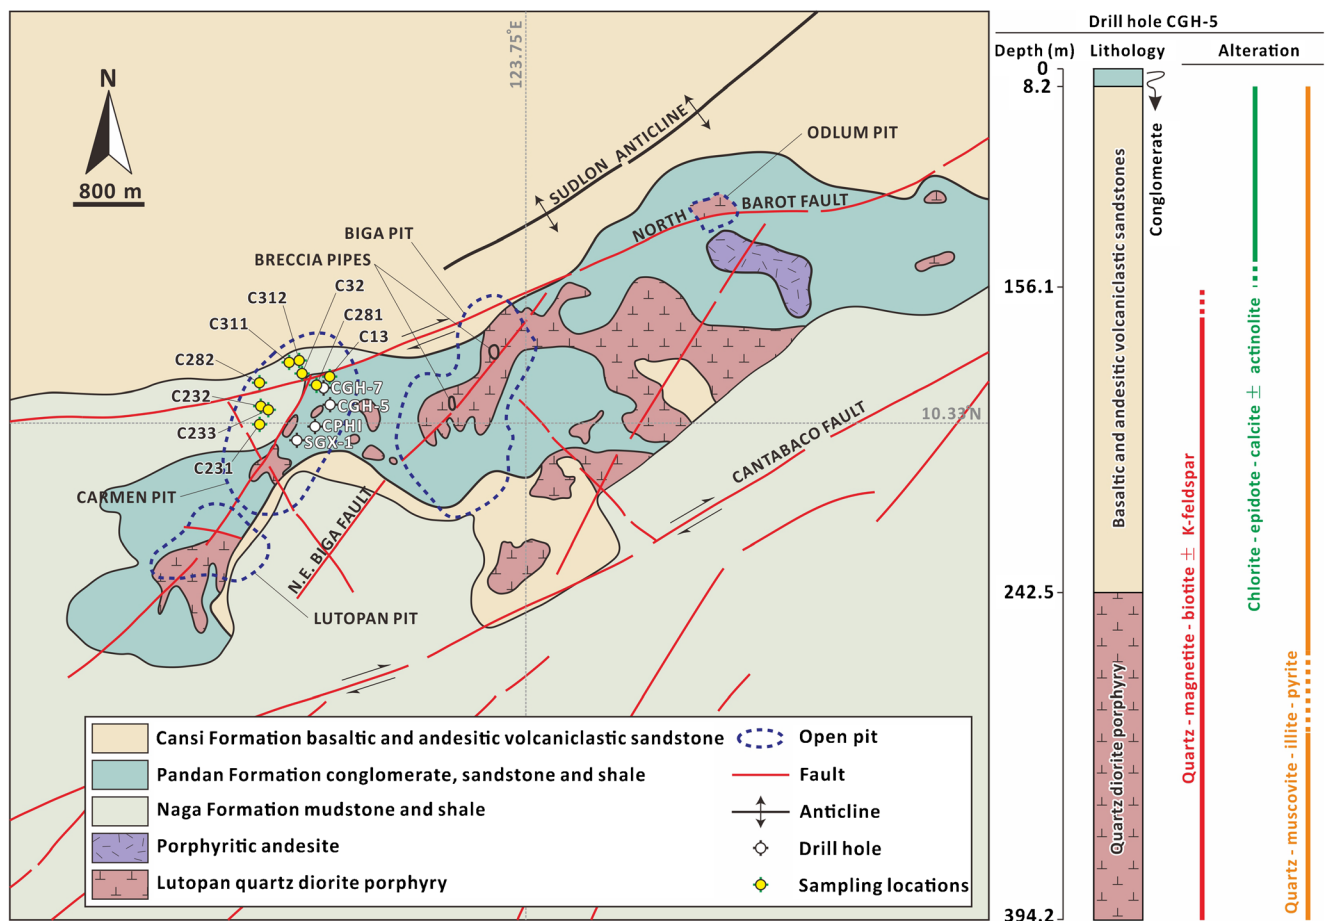 123.75°E
N
800 m
SUDLON ANTICLINE
ODLUM PIT
NORTH BAROT FAULT
BIGA PIT
BRECCIA PIPES
C32
C312
C281
C311
C13
C282
CGH-7
C232
CGH-5
10.33°N
C233
CPHI
SGX-1
C231
CANTABACO FAULT
CARMEN PIT
N.E. BIGA FAULT
LUTOPAN PIT
Cansi Formation basaltic and andesitic volcaniclastic sandstone
Pandan Formation conglomerate, sandstone and shale
Naga Formation mudstone and shale
Porphyritic andesite
Lutopan quartz diorite porphyry
Open pit
Fault
Anticline
Drill hole
Sampling locations
Drill hole CGH-5
Depth (m) Lithology Alteration
0
8.2
156.1
242.5
394.2
Conglomerate
Basaltic and andesitic volcaniclastic sandstones
Quartz diorite porphyry
Quartz - magnetite - biotite ± K-feldspar
Chlorite - epidote - calcite ± actinolite
Quartz - muscovite - illite - pyrite